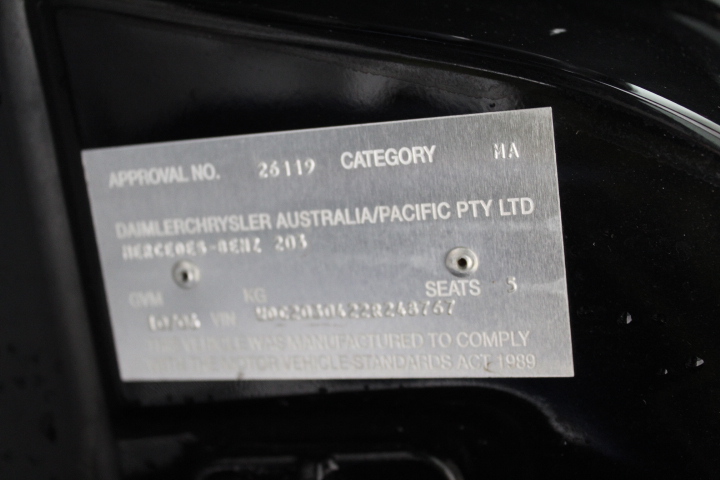 APPROVAL NO. 26119 CATEGORY MA
DAIMLERCHRYSLER AUSTRALIA/PACIFIC PTY LTD
MERCEDES-BENZ 203
GVM KG SEATS 5
VIN
VEHICLE WAS MANUFACTURED TO COMPLY
WITH THE MOTOR VEHICLE STANDARDS ACT 1989